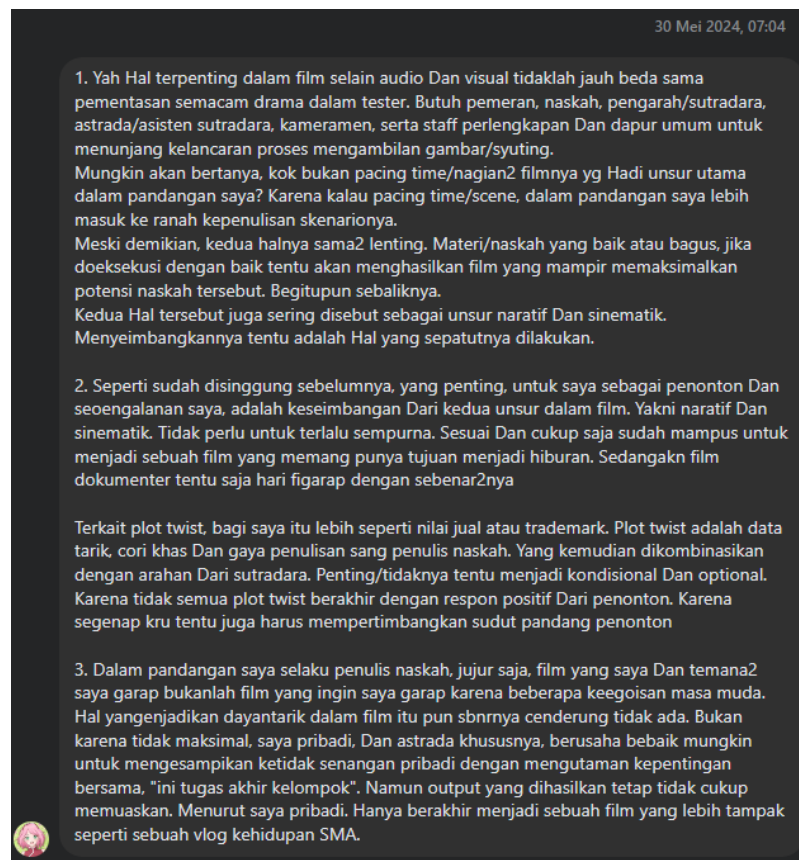 30 Mei 2024, 07:04
1. Yah Hal terpenting dalam film selain audio Dan visual tidaklah jauh beda sama
pementasan semacam drama dalam tester. Butuh pemeran, naskah, pengarah/sutradara,
astrada/asisten sutradara, kameramen, serta staff perlengkapan Dan dapur umum untuk
menunjang kelancaran proses mengambilan gambar/syuting.
Mungkin akan bertanya, kok bukan pacing time/nagian2 filmnya yg Hadi unsur utama
dalam pandangan saya? Karena kalau pacing time/scene, dalam pandangan saya lebih
masuk ke ranah kepenulisan skenarionya.
Meski demikian, kedua halnya sama2 lenting. Materi/naskah yang baik atau bagus, jika
doeksekusi dengan baik tentu akan menghasilkan film yang mampir memaksimalkan
potensi naskah tersebut. Begitupun sebaliknya.
Kedua Hal tersebut juga sering disebut sebagai unsur naratif Dan sinematik.
Menyeimbangkannya tentu adalah Hal yang sepatutnya dilakukan.
2. Seperti sudah disinggung sebelumnya, yang penting, untuk saya sebagai penonton Dan
seoengalanan saya, adalah keseimbangan Dari kedua unsur dalam film. Yakni naratif Dan
sinematik. Tidak perlu untuk terlalu sempurna. Sesuai Dan cukup saja sudah mampus untuk
menjadi sebuah film yang memang punya tujuan menjadi hiburan. Sedangakn film
dokumenter tentu saja hari figarap dengan sebenar2nya
Terkait plot twist, bagi saya itu lebih seperti nilai jual atau trademark. Plot twist adalah data
tarik, cori khas Dan gaya penulisan sang penulis naskah. Yang kemudian dikombinasikan
dengan arahan Dari sutradara. Penting/tidaknya tentu menjadi kondisional Dan optional.
Karena tidak semua plot twist berakhir dengan respon positif Dari penonton. Karena
segenap kru tentu juga harus mempertimbangkan sudut pandang penonton
3. Dalam pandangan saya selaku penulis naskah, jujur saja, film yang saya Dan temana2
saya garap bukanlah film yang ingin saya garap karena beberapa keegoisan masa muda.
Hal yangenjadikan dayantarik dalam film itu pun sbnrnya cenderung tidak ada. Bukan
karena tidak maksimal, saya pribadi, Dan astrada khususnya, berusaha bebaik mungkin
untuk mengesampikan ketidak senangan pribadi dengan mengutaman kepentingan
bersama, "ini tugas akhir kelompok". Namun output yang dihasilkan tetap tidak cukup
memuaskan. Menurut saya pribadi. Hanya berakhir menjadi sebuah film yang lebih tampak
seperti sebuah vlog kehidupan SMA.